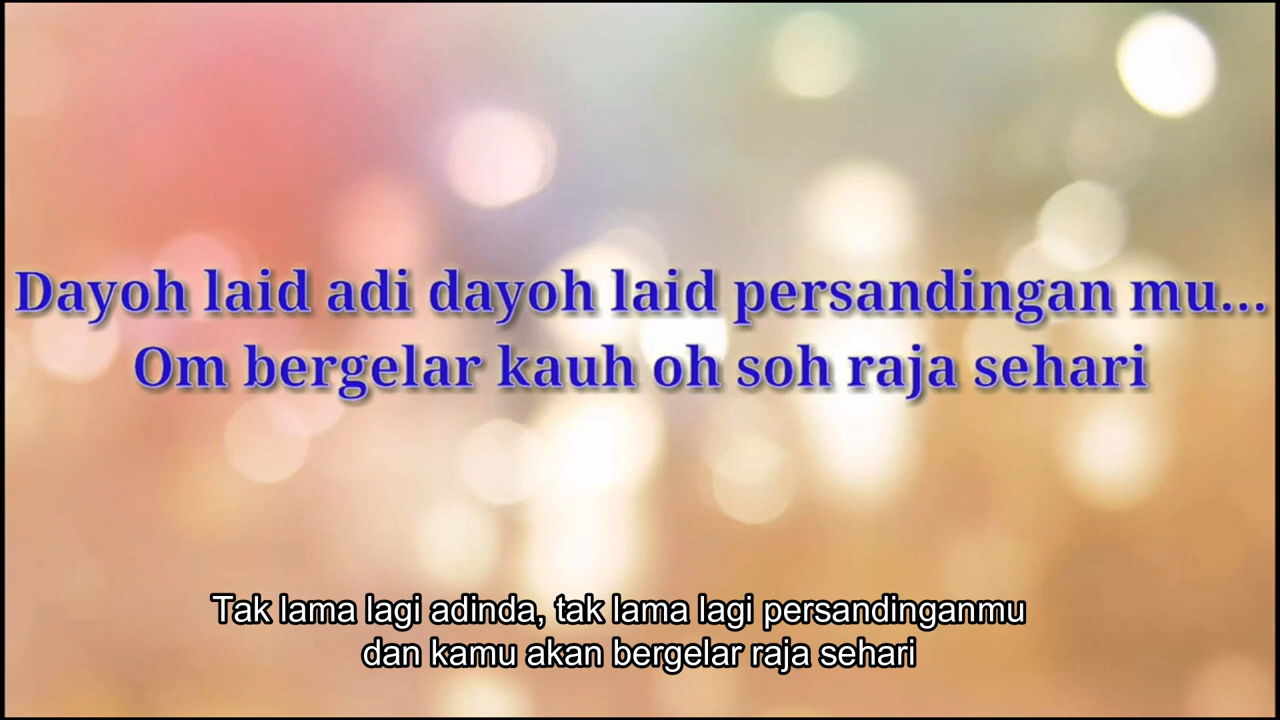 Dayoh laid adi dayoh laid persandingan mu...
Om bergelar kauh oh soh raja sehari
Tak lama lagi adinda, tak lama lagi persandinganmu
dan kamu akan bergelar raja sehari